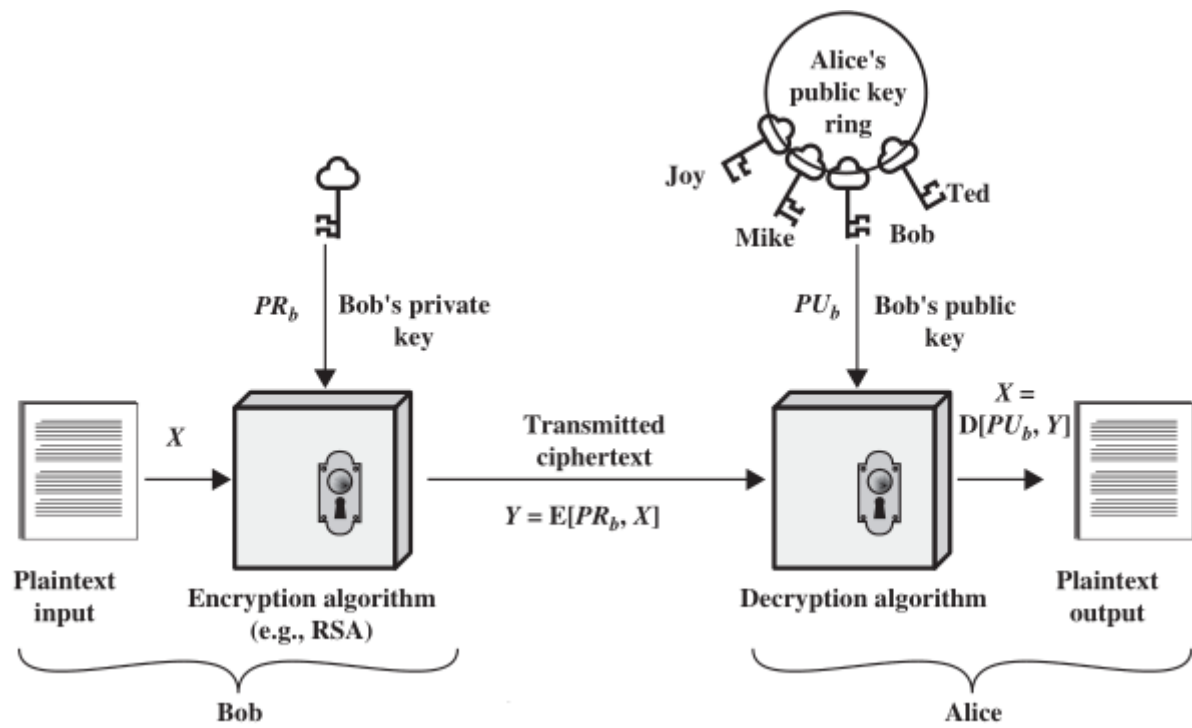 Alice's
public key
ring
Joy
Ted
Mike
Bob
PR_b
Bob's private
key
PU_b
Bob's public
key
X
Transmitted
ciphertext
X =
D[PU_b, Y]
Y = E[PR_b, X]
Plaintext
input
Encryption algorithm
(e.g., RSA)
Decryption algorithm
Plaintext
output
Bob
Alice